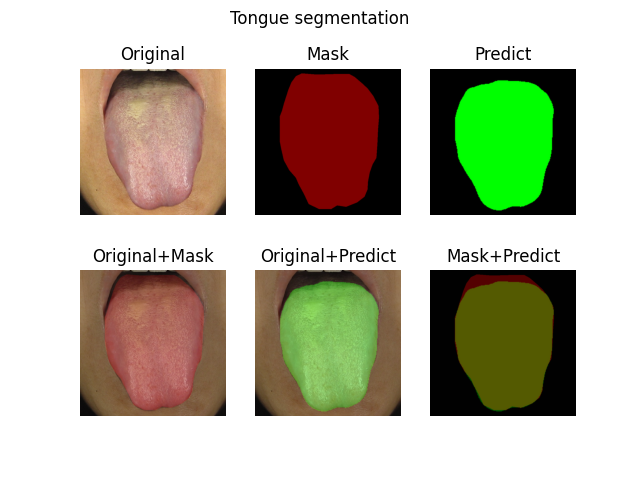 Tongue segmentation
Original
Mask
Predict
Original+Mask
Original+Predict
Mask+Predict